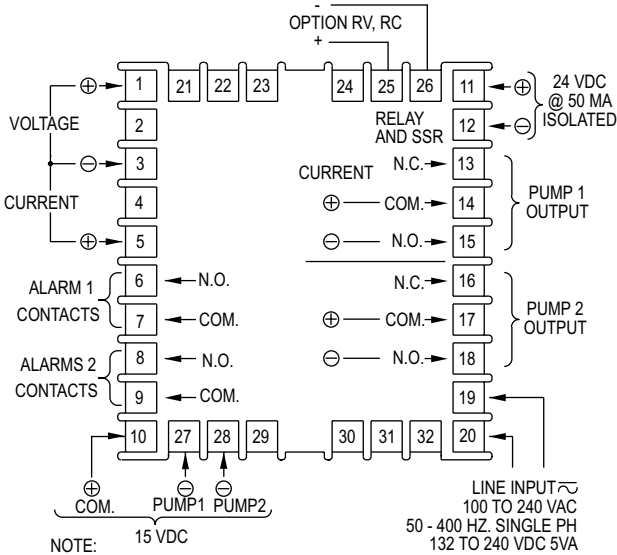 -
OPTION RV, RC
+
1 21 22 23 24 25 26 11
⊕ ⊕ 24 VDC
@ 50 MA
ISOLATED
VOLTAGE
2 RELAY
AND SSR 12 ⊖
⊖ 3 N.C. 13
CURRENT
CURRENT 4 ⊕ COM. 14 PUMP 1
OUTPUT
⊕ 5 ⊖ N.O. 15
ALARM 1
CONTACTS 6 N.O. N.C. 16
7 COM. ⊕ COM. 17 PUMP 2
OUTPUT
ALARMS 2
CONTACTS 8 N.O. ⊖ N.O. 18
9 COM. 19
10 27 28 29 30 31 32 20
⊕ ⊖ ⊖
COM. PUMP1 PUMP2
15 VDC
NOTE:
LINE INPUT
100 TO 240 VAC
50 - 400 HZ. SINGLE PH
132 TO 240 VDC 5VA